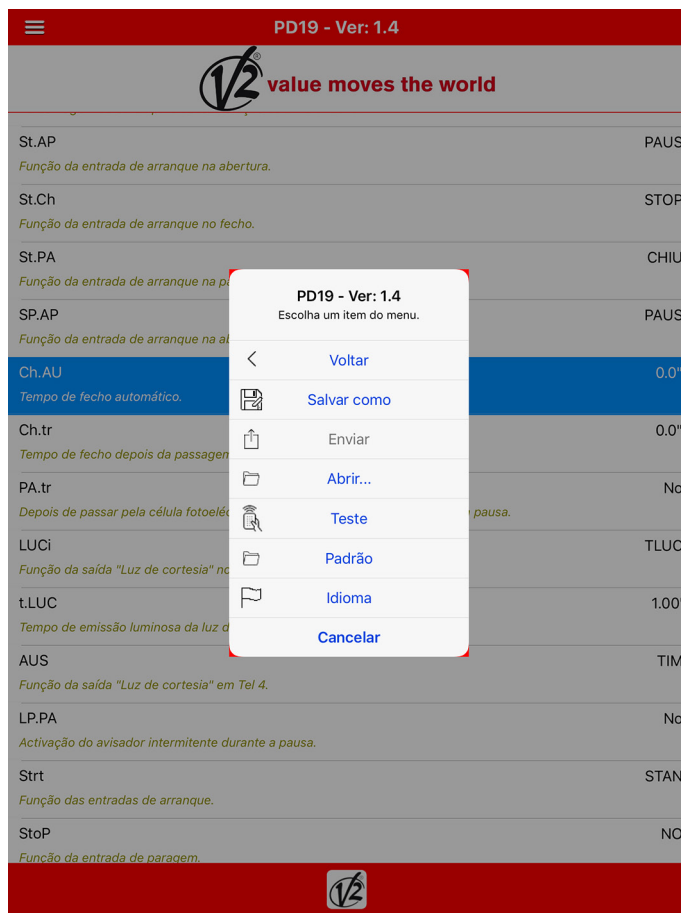 PD19 - Ver: 1.4
V2® value moves the world
St.AP PAUS
Função da entrada de arranque na abertura.
St.Ch STOP
Função da entrada de arranque no fecho.
St.PA CHIU
Função da entrada de arranque na
SP.AP PAUS
Função da entrada de arranque na
Ch.AU 0.0"
Tempo de fecho automático.
Ch.tr 0.0"
Tempo de fecho depois da
PA.tr No
Depois de passar pela célula pausa.
LUCi TLUC
Função da saída "Luz de cortesia"
t.LUC 1.00
Tempo de emissão luminosa da luz
AUS TIM
Função da saída "Luz de cortesia" em Tel 4.
LP.PA No
Activação do avisador intermitente durante a pausa.
Strt STAN
Função das entradas de arranque.
StoP NO
Função da entrada de paragem.
PD19 - Ver: 1.4
Escolha um item do menu.
Voltar
Salvar como
Enviar
Abrir...
Teste
Padrão
Idioma
Cancelar
V2